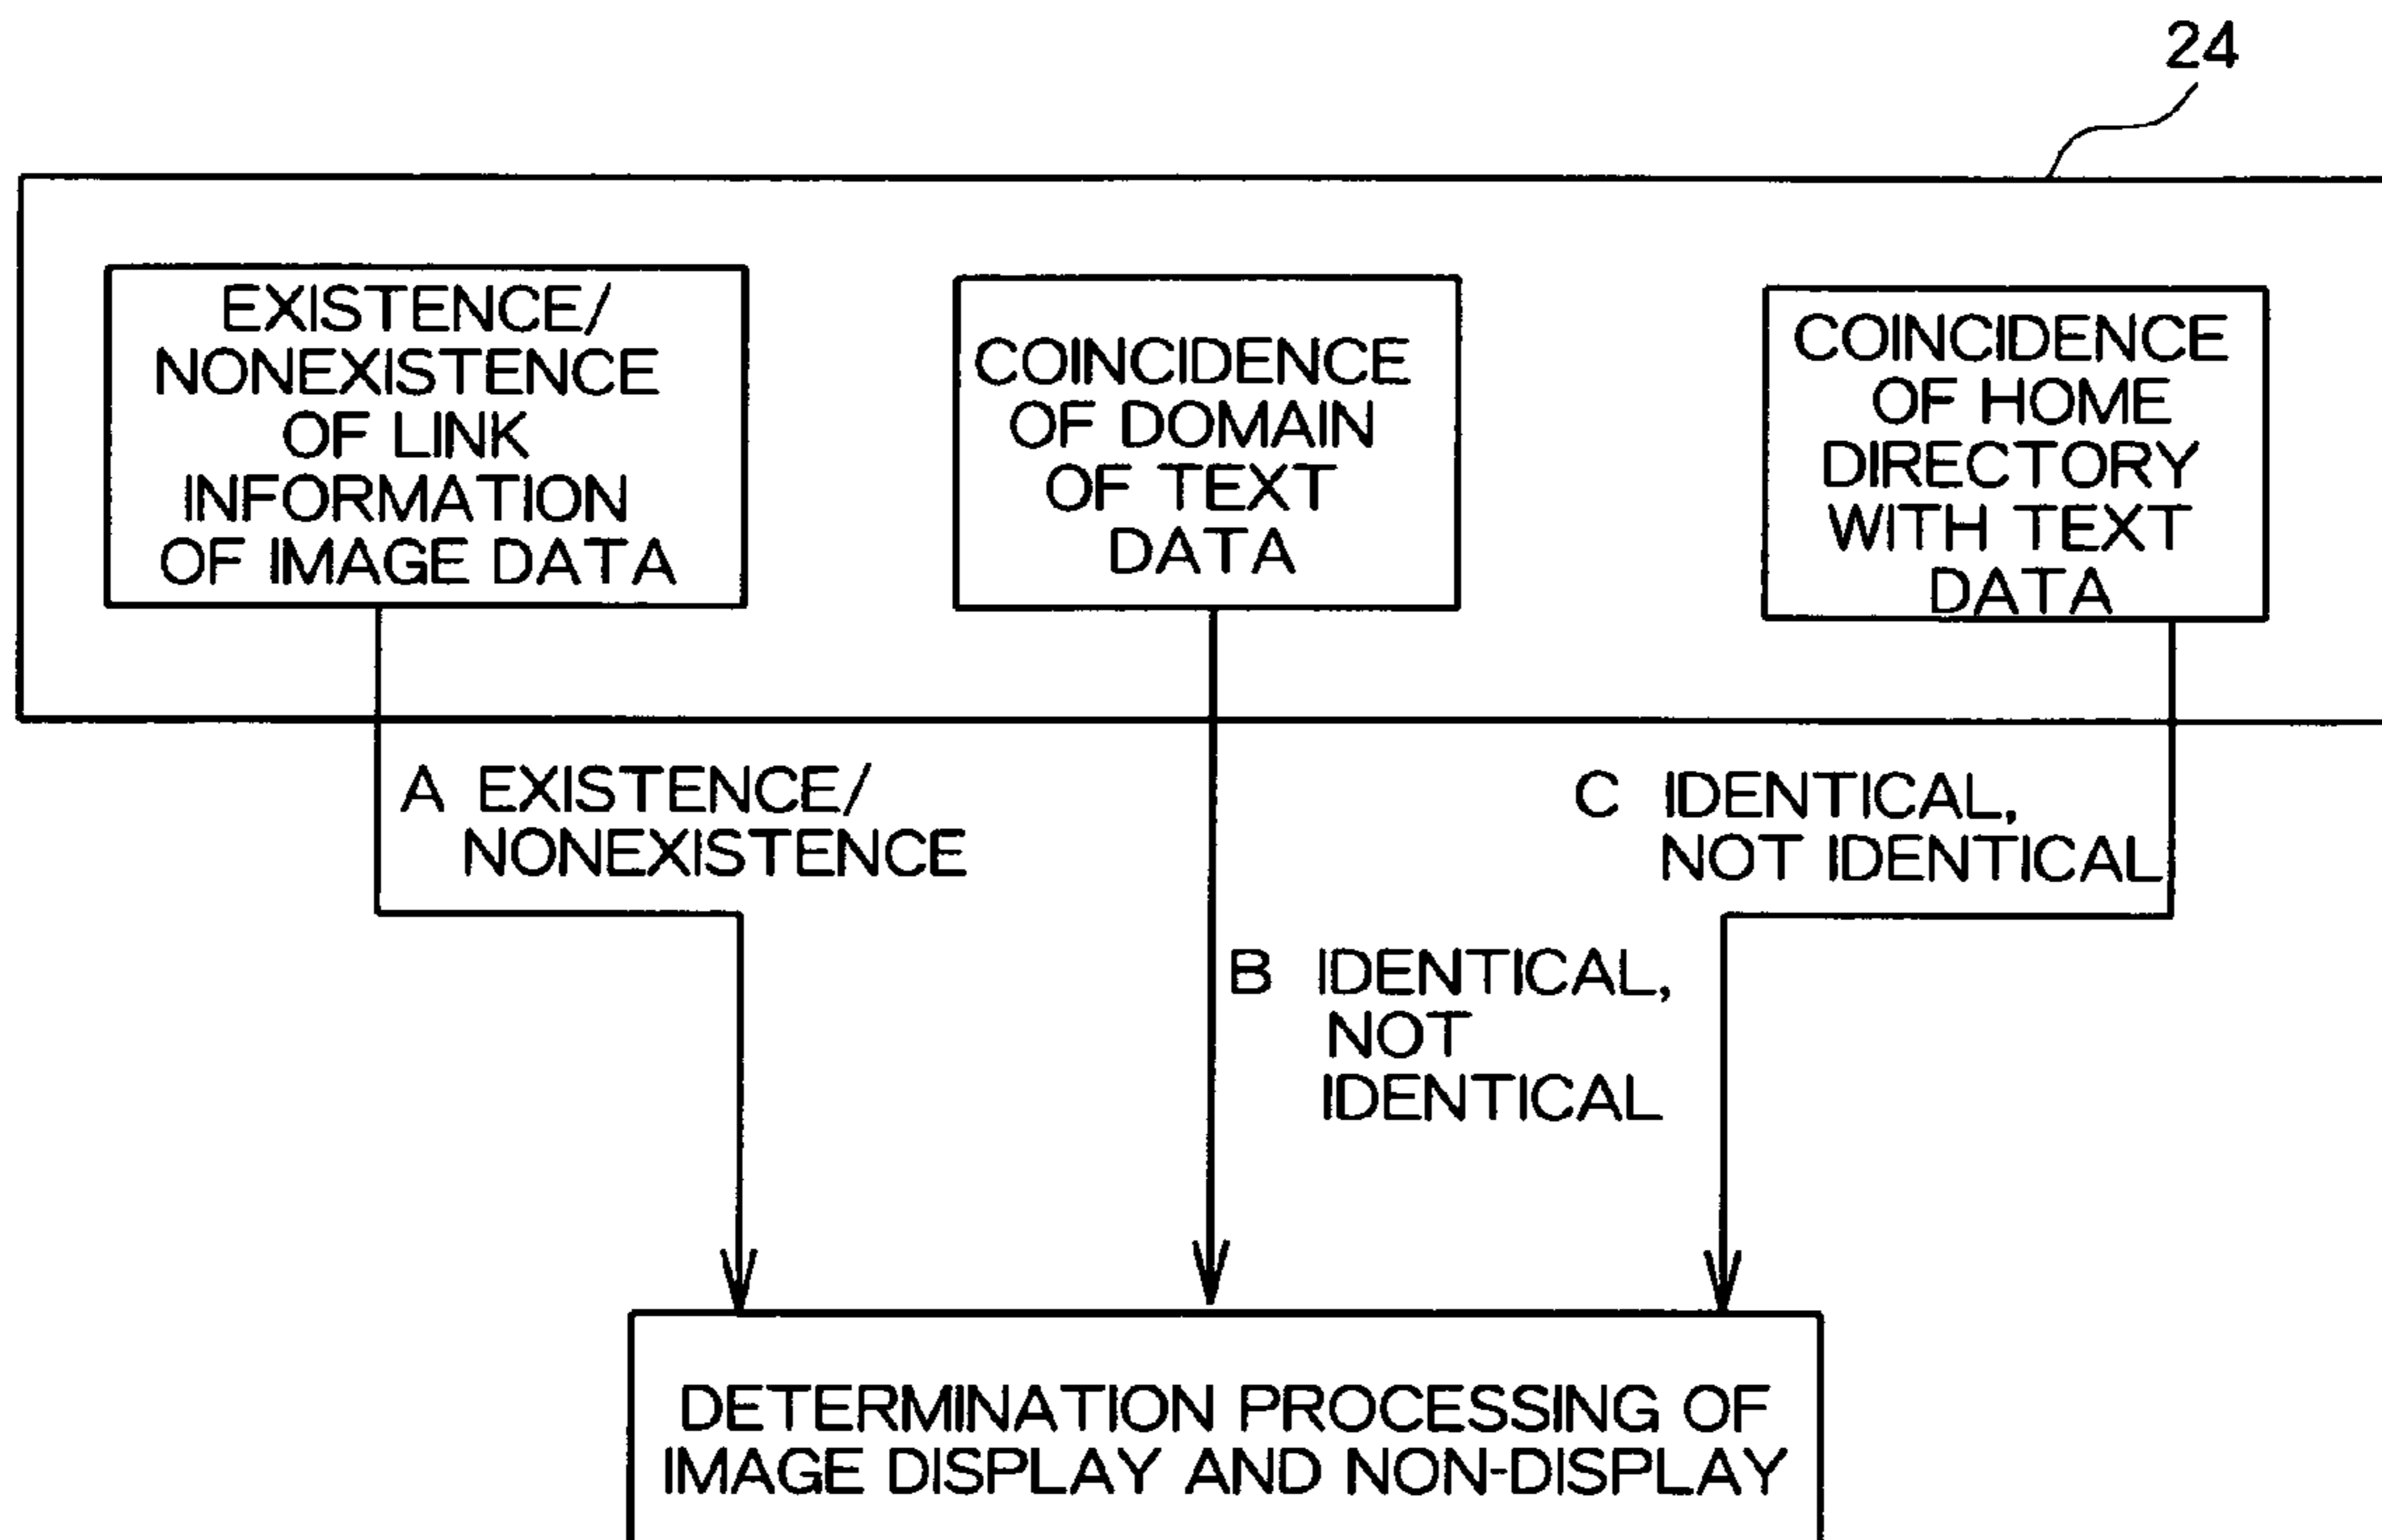 24
EXISTENCE/
NONEXISTENCE
OF LINK
INFORMATION
OF IMAGE DATA
COINCIDENCE
OF DOMAIN
OF TEXT
DATA
COINCIDENCE
OF HOME
DIRECTORY
WITH TEXT
DATA
A EXISTENCE/
NONEXISTENCE
C IDENTICAL,
NOT IDENTICAL
B IDENTICAL,
NOT
IDENTICAL
DETERMINATION PROCESSING OF
IMAGE DISPLAY AND NON-DISPLAY